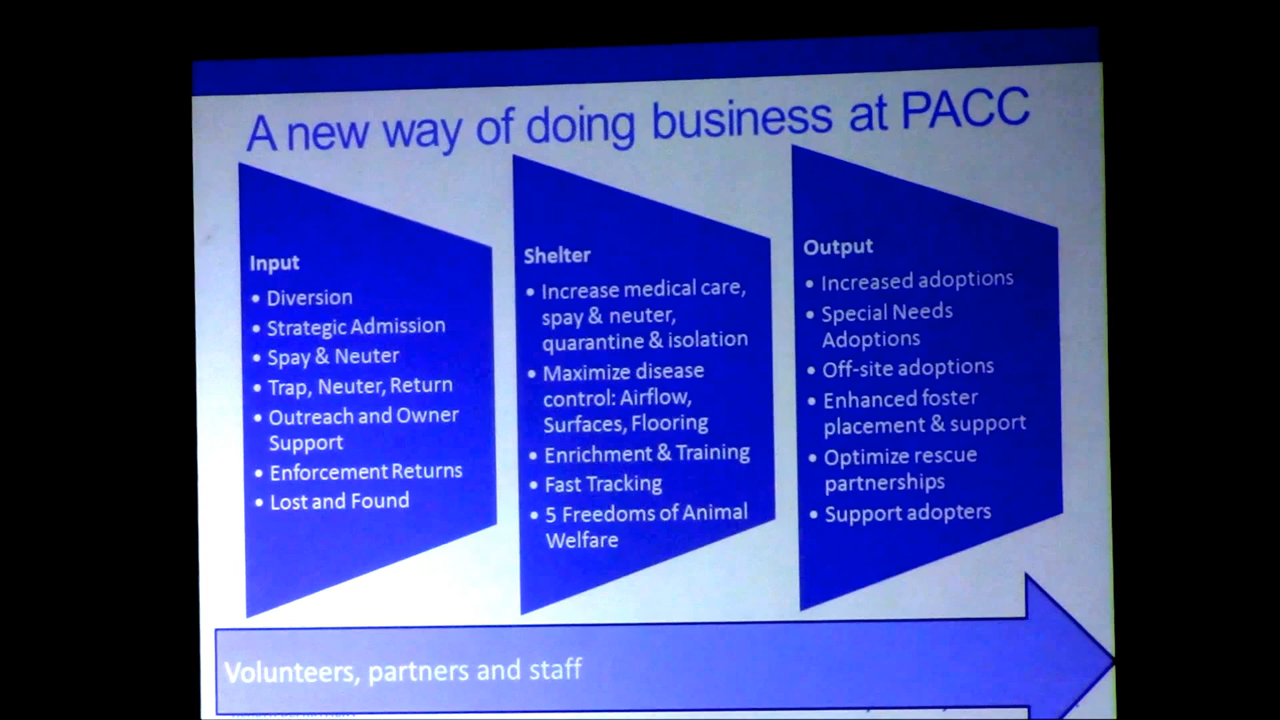 A new way of doing business at PACC
Input
• Diversion
• Strategic Admission
• Spay & Neuter
• Trap, Neuter, Return
• Outreach and Owner
Support
• Enforcement Returns
• Lost and Found
Shelter
• Increase medical care,
spay & neuter,
quarantine & isolation
• Maximize disease
control: Airflow,
Surfaces, Flooring
• Enrichment & Training
• Fast Tracking
• 5 Freedoms of Animal
Welfare
Output
• Increased adoptions
• Special Needs
Adoptions
• Off-site adoptions
• Enhanced foster
placement & support
• Optimize rescue
partnerships
• Support adopters
Volunteers, partners and staff